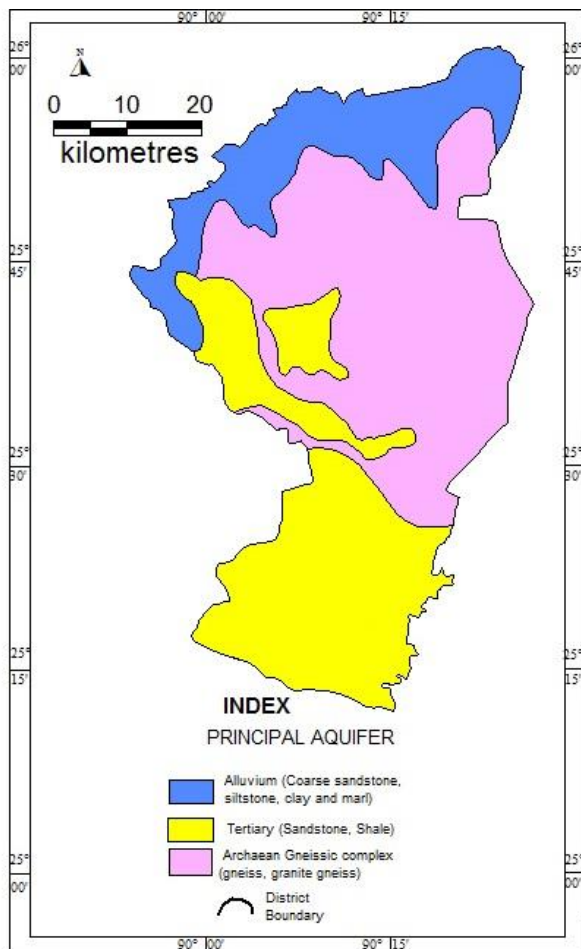 90° 00' 90° 15'
26° 00' 26° 00'
N
0 10 20
kilometres
25° 45' 25° 45'
25° 30' 25° 30'
25° 15' 25° 15'
INDEX
PRINCIPAL AQUIFER
Alluvium (Coarse sandstone,
siltstone, clay and marl)
Tertiary (Sandstone, Shale)
Archaean Gneissic complex
(gneiss, granite gneiss)
25° 00' 25° 00'
District
Boundary
90° 00' 90° 15'